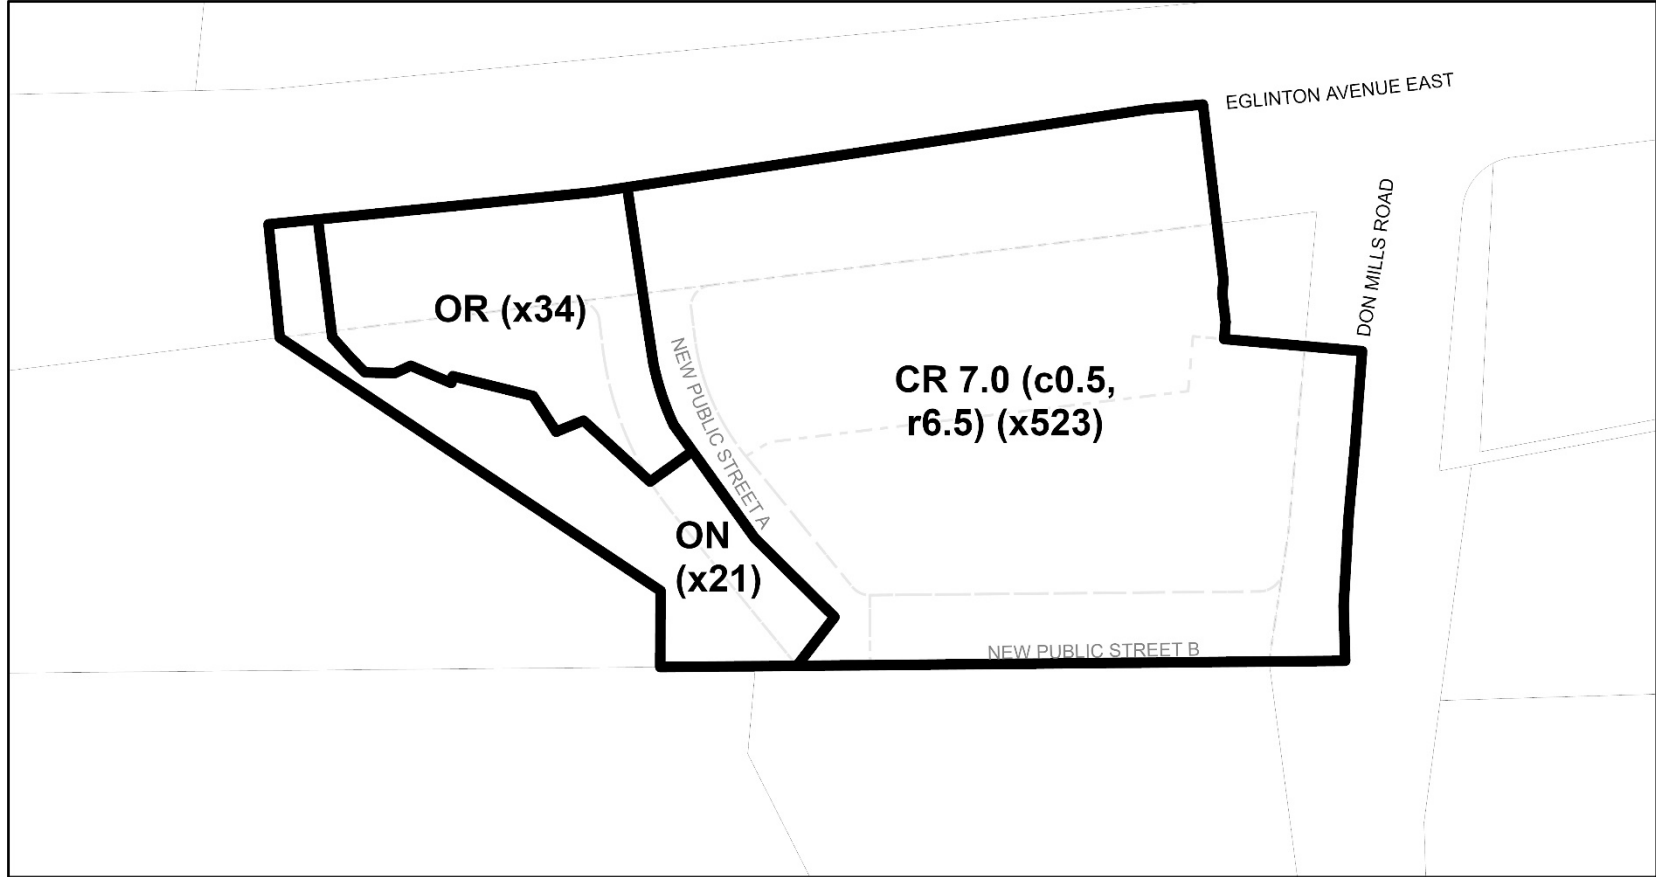 EGLINTON AVENUE EAST
DON MILLS ROAD
OR (x34)
NEW PUBLIC STREET A
CR 7.0 (c0.5,
r6.5) (x523)
ON
(x21)
NEW PUBLIC STREET B